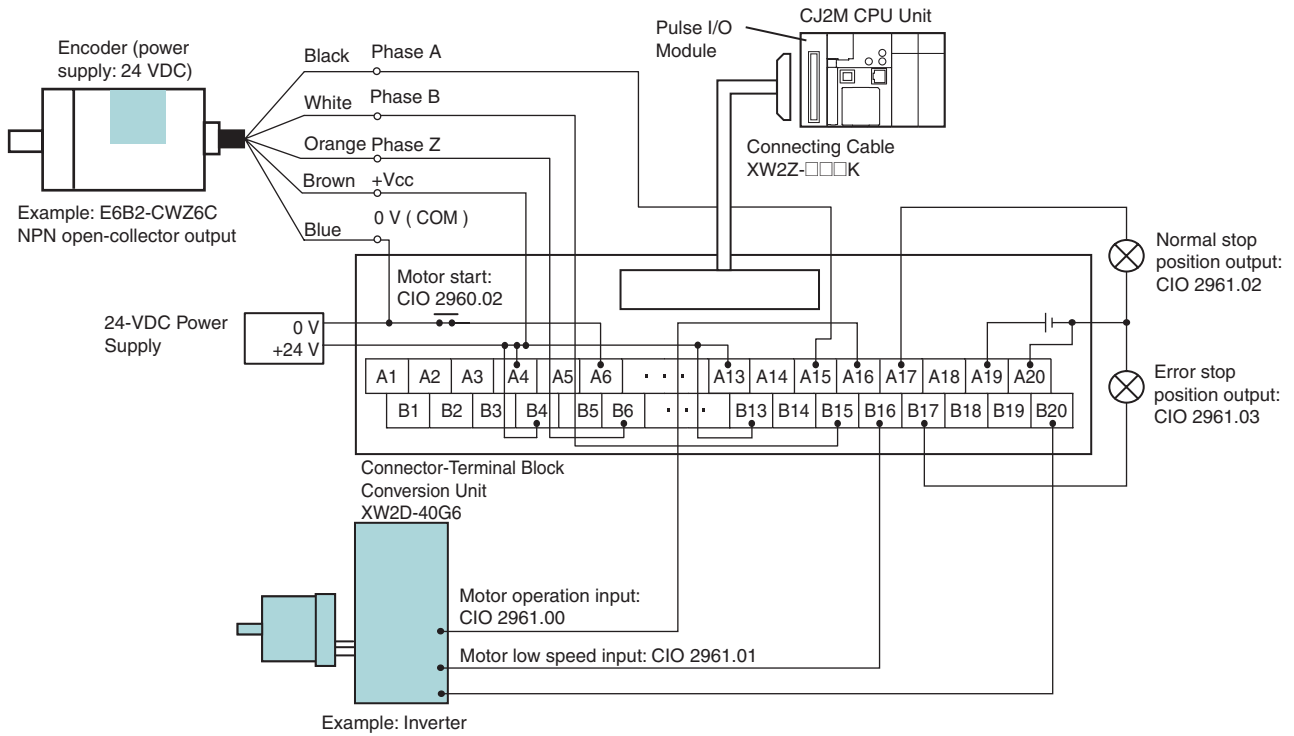 CJ2M CPU Unit
Pulse I/O
Module
Encoder (power
supply: 24 VDC)
Black Phase A
White Phase B
Orange Phase Z
Brown +Vcc
Blue 0 V ( COM )
Connecting Cable
XW2Z-□□□K
Example: E6B2-CWZ6C
NPN open-collector output
Motor start:
CIO 2960.02
Normal stop
position output:
CIO 2961.02
24-VDC Power
Supply
0 V
+24 V
A1 A2 A3 A4 A5 A6 · · · A13 A14 A15 A16 A17 A18 A19 A20
B1 B2 B3 B4 B5 B6 · · · B13 B14 B15 B16 B17 B18 B19 B20
Error stop
position output:
CIO 2961.03
Connector-Terminal Block
Conversion Unit
XW2D-40G6
Motor operation input:
CIO 2961.00
Motor low speed input: CIO 2961.01
Example: Inverter